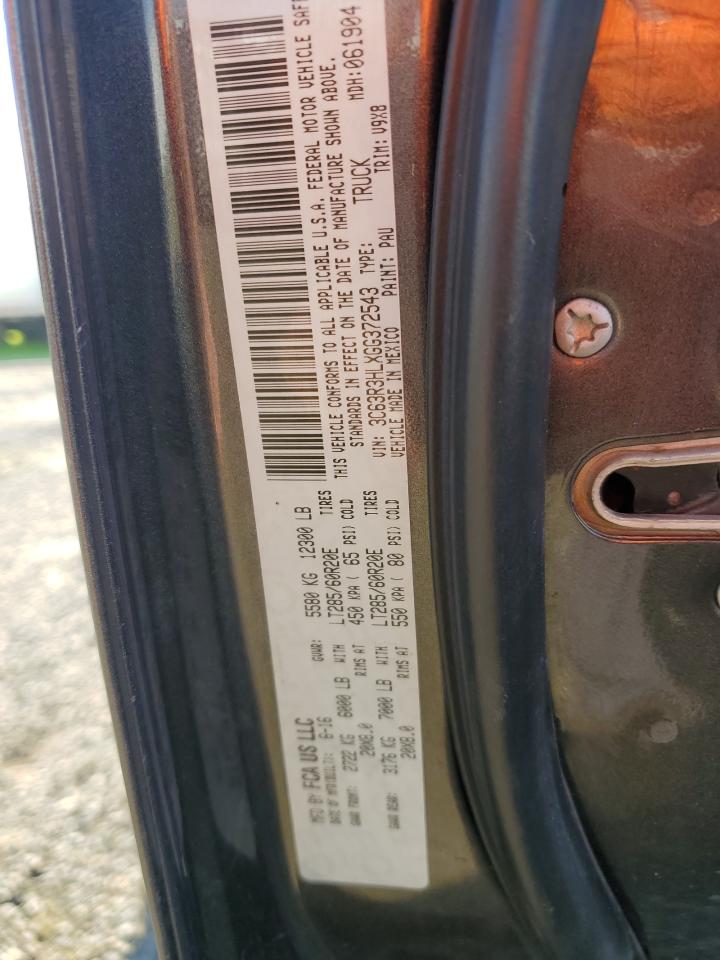 MFD BY FCA US LLC
DATE OF MFR(BUILT): 6-16 GVWR: 5580 KG 12300 LB
GAWR FRONT: 2722 KG 6000 LB WITH LT285/60R20E TIRES
20X8.0 RIMS AT 450 KPA ( 65 PSI) COLD
GAWR REAR: 3176 KG 7000 LB WITH LT285/60R20E TIRES
20X8.0 RIMS AT 550 KPA ( 80 PSI) COLD
THIS VEHICLE CONFORMS TO ALL APPLICABLE U.S.A. FEDERAL MOTOR VEHICLE
STANDARDS IN EFFECT ON THE DATE OF MANUFACTURE SHOWN ABOVE.
VIN: 3C63R3HLXGG372543 TYPE: TRUCK MDH:061904
VEHICLE MADE IN MEXICO PAINT: PAU TRIM: V9X8